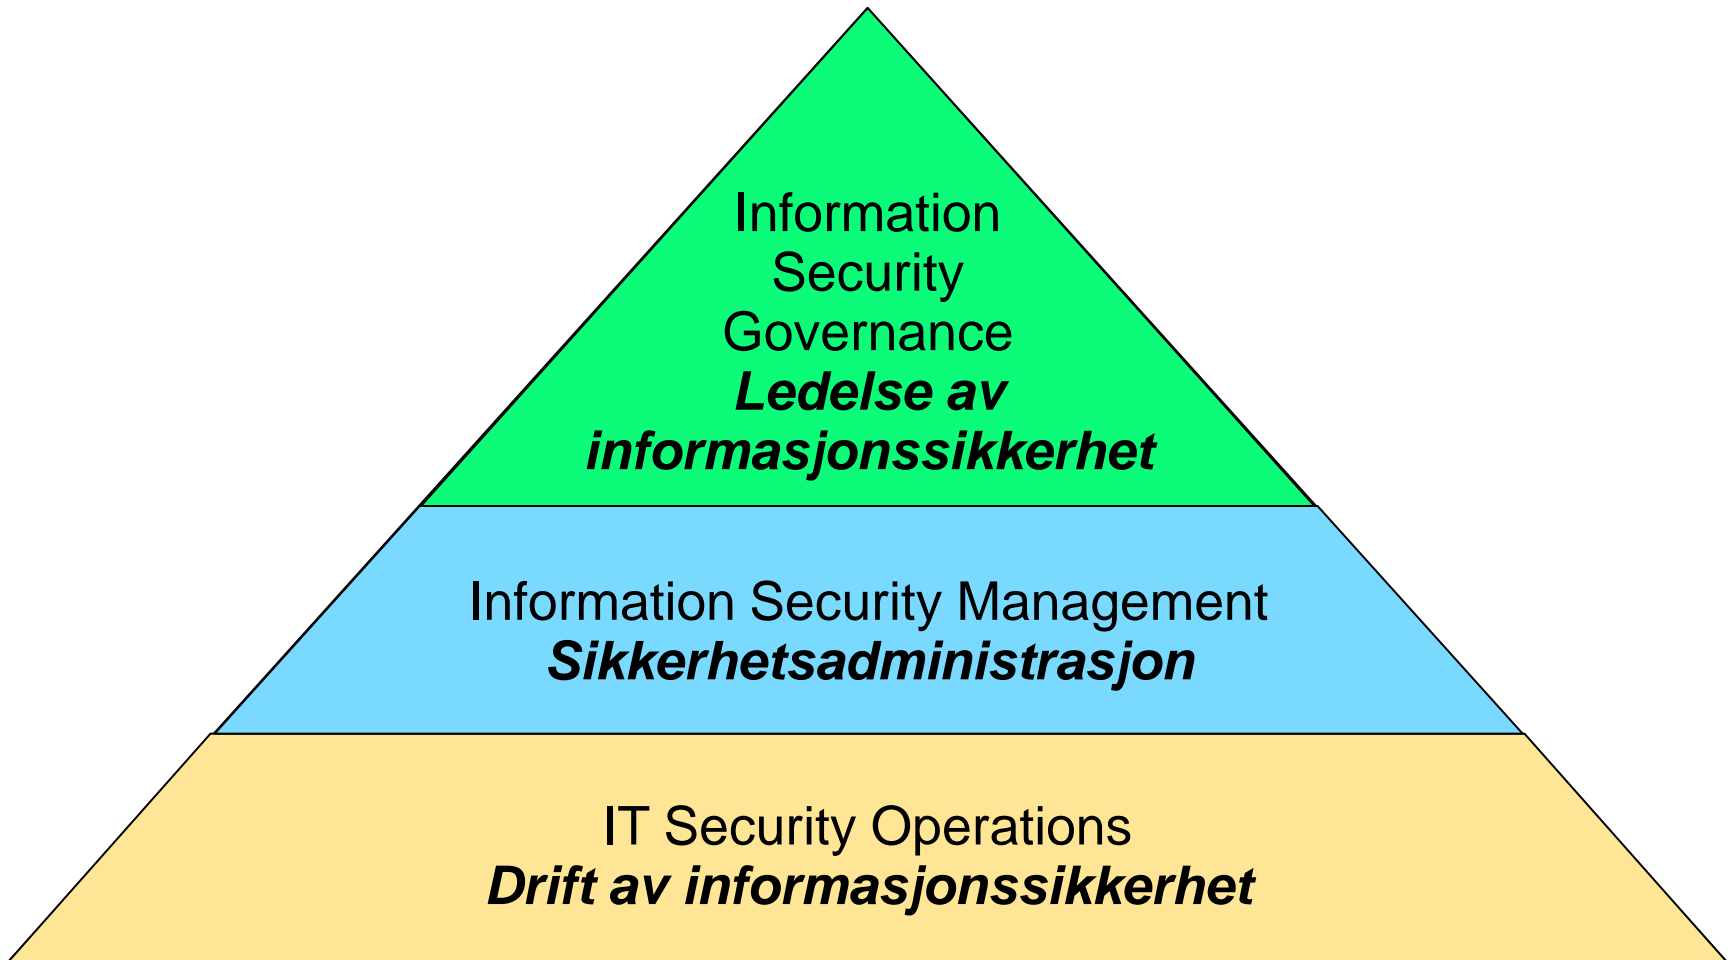 Information
Security
Governance
Ledelse av
informasjonssikkerhet
Information Security Management
Sikkerhetsadministrasjon
IT Security Operations
Drift av informasjonssikkerhet